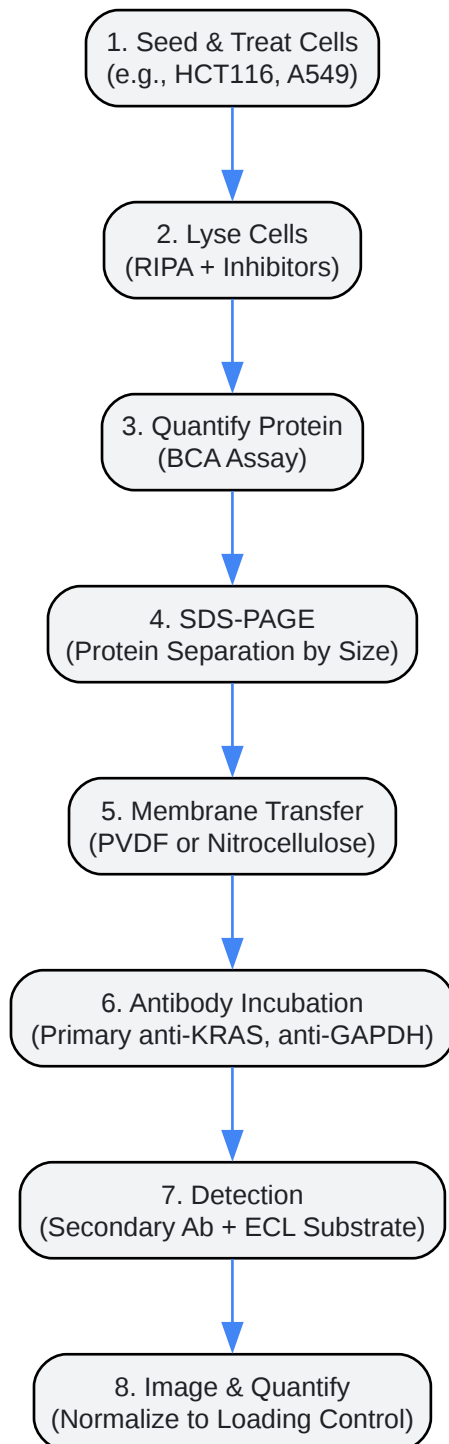 1. Seed & Treat Cells
(e.g., HCT116, A549)
2. Lyse Cells
(RIPA + Inhibitors)
3. Quantify Protein
(BCA Assay)
4. SDS-PAGE
(Protein Separation by Size)
5. Membrane Transfer
(PVDF or Nitrocellulose)
6. Antibody Incubation
(Primary anti-KRAS, anti-GAPDH)
7. Detection
(Secondary Ab + ECL Substrate)
8. Image & Quantify
(Normalize to Loading Control)